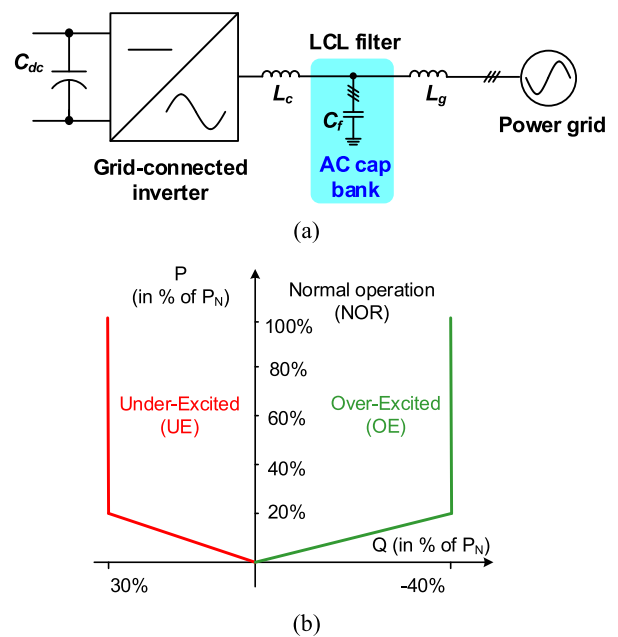 LCL filter
C_dc
L_c
L_g
C_f
Power grid
Grid-connected
inverter
AC cap
bank
(a)
P
(in % of P_N)
Normal operation
(NOR)
100%
80%
Under-Excited
(UE)
Over-Excited
(OE)
60%
40%
20%
Q (in % of P_N)
30%
-40%
(b)